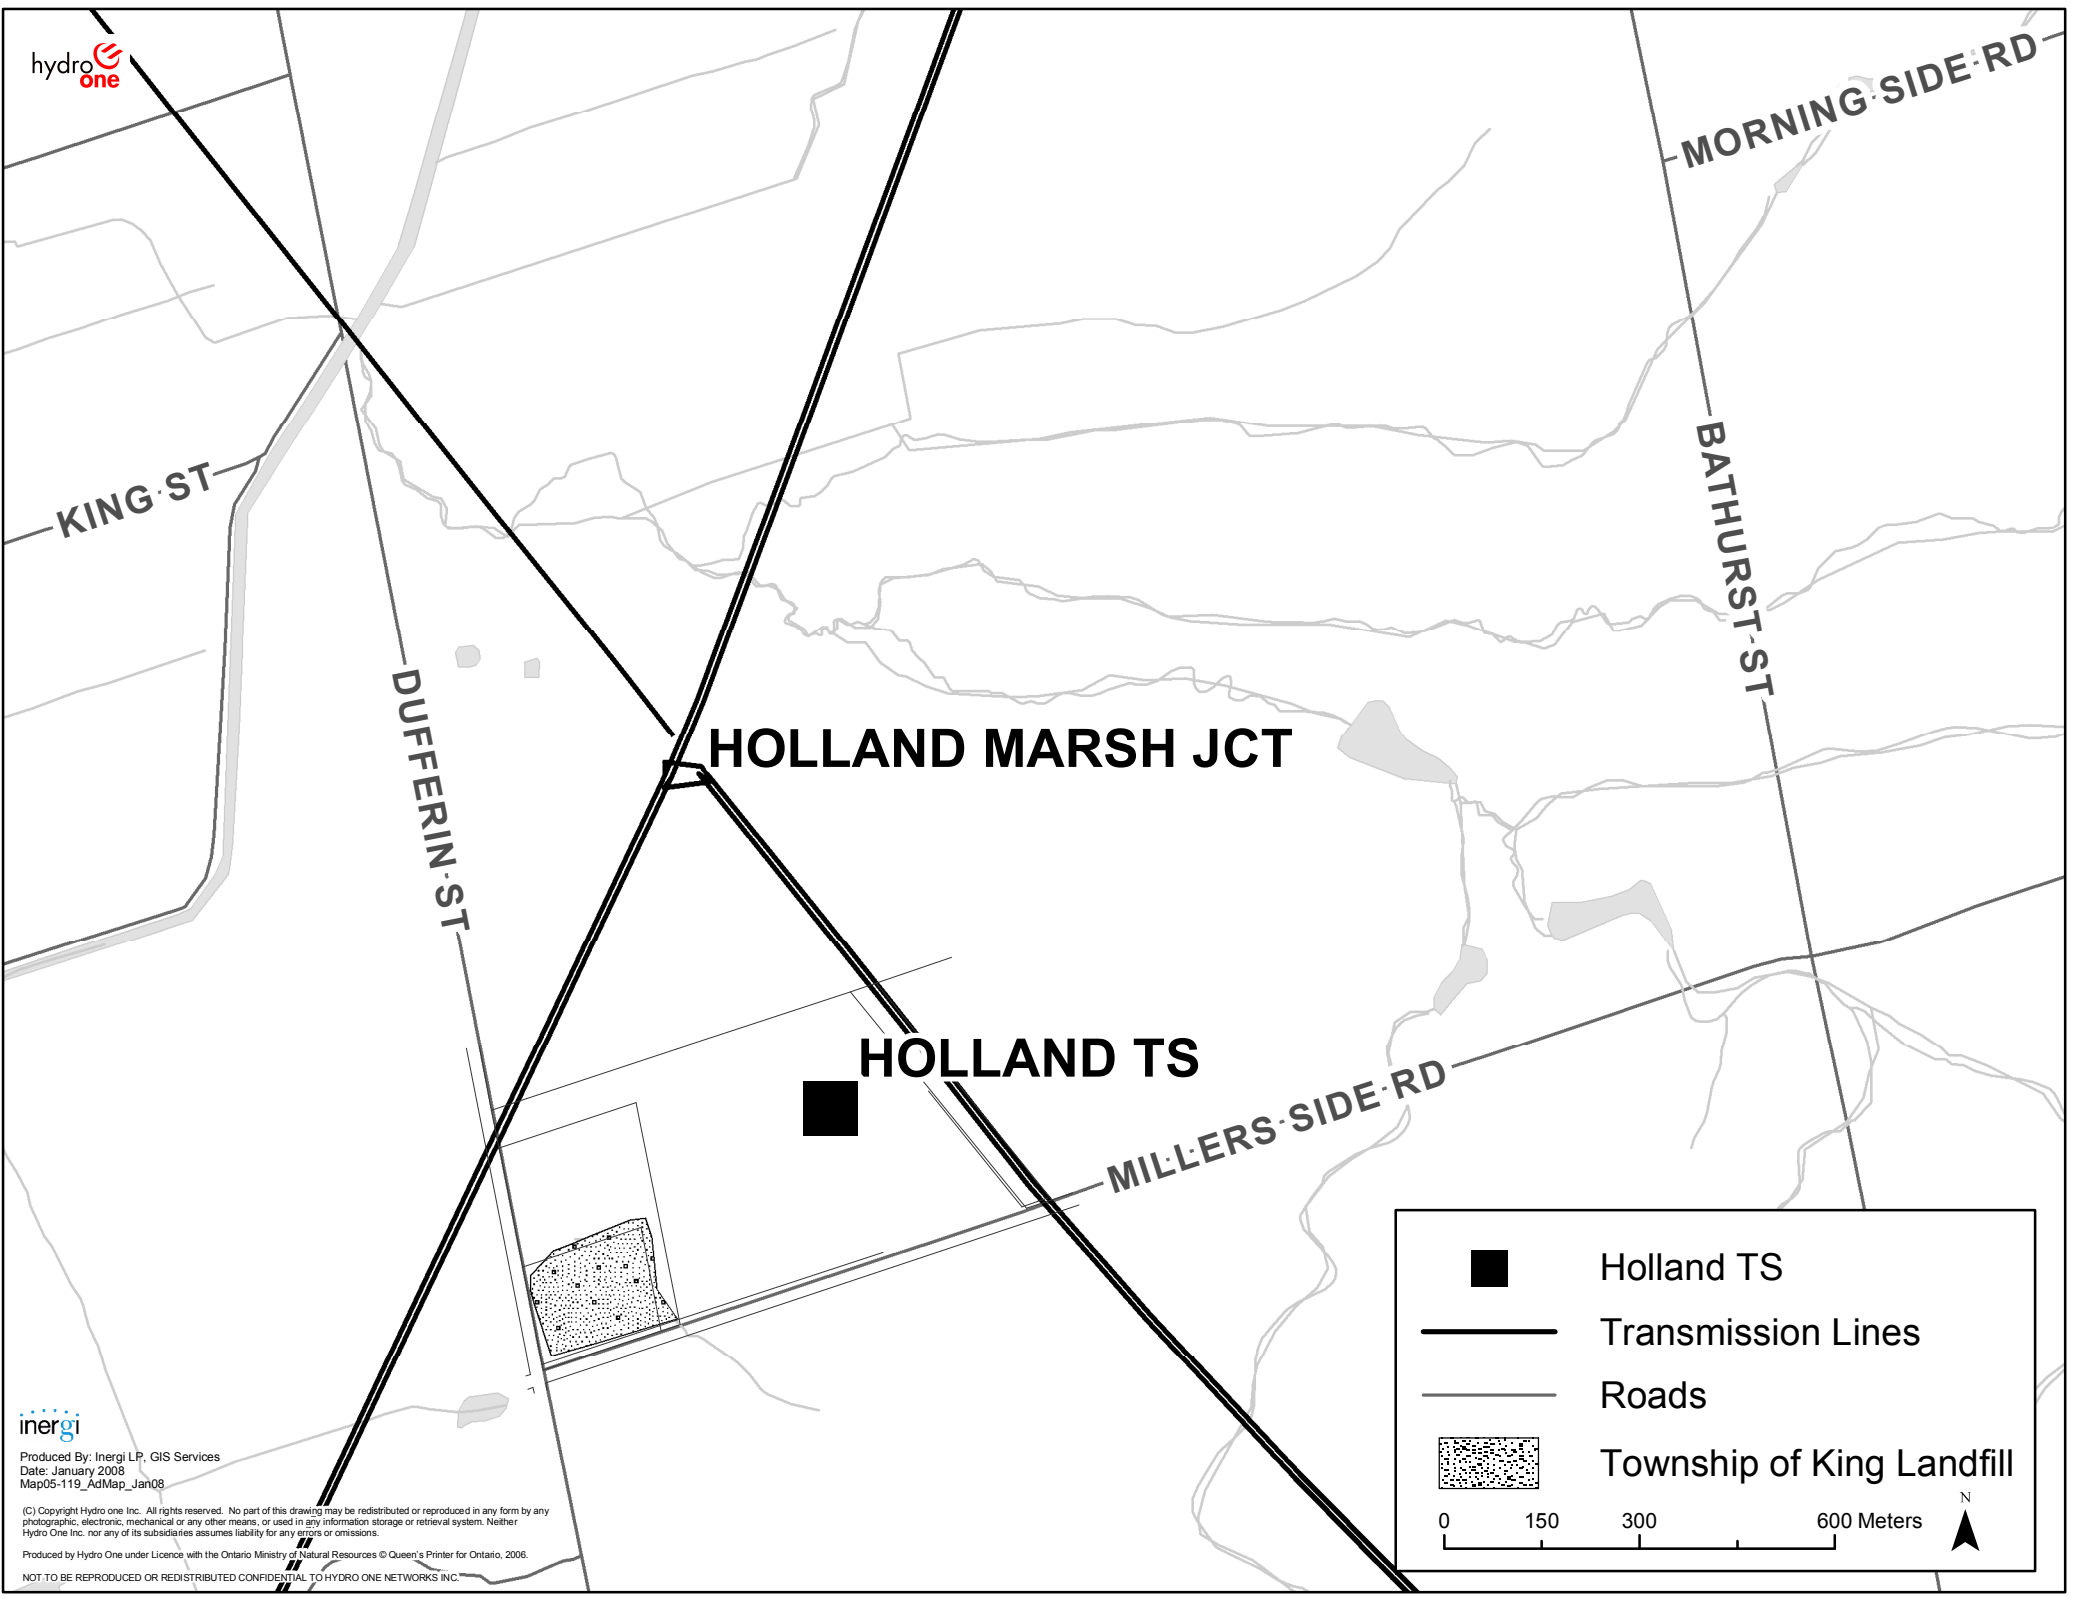 hydro
one
MORNING SIDE RD
KING ST
BATHURST ST
DUFFERIN ST
HOLLAND MARSH JCT
HOLLAND TS
MILLERS SIDE RD
Holland TS
Transmission Lines
Roads
Township of King Landfill
0 150 300 600 Meters
N
inergi
Produced By: Inergi LP, GIS Services
Date: January 2008
Map05-119_AdMap_Jan08
(C) Copyright Hydro one Inc. All rights reserved. No part of this drawing may be redistributed or reproduced in any form by any
photographic, electronic, mechanical or any other means, or used in any information storage or retrieval system. Neither
Hydro One Inc. nor any of its subsidiaries assumes liability for any errors or omissions.
Produced by Hydro One under Licence with the Ontario Ministry of Natural Resources © Queen's Printer for Ontario, 2006.
NOT TO BE REPRODUCED OR REDISTRIBUTED CONFIDENTIAL TO HYDRO ONE NETWORKS INC.